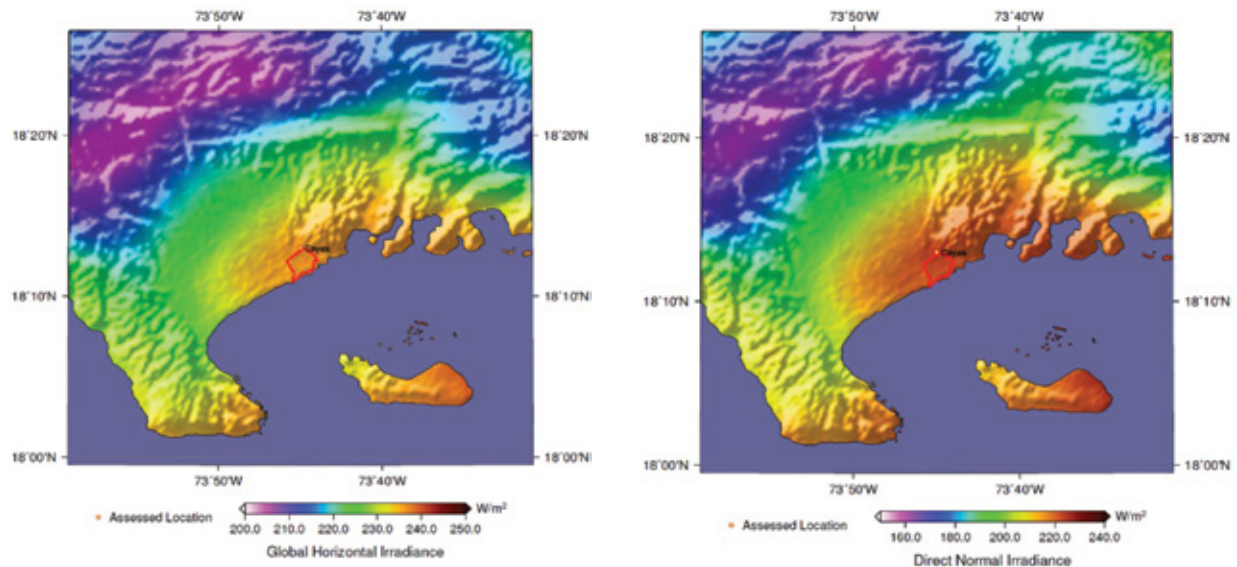 73°50'W 73°40'W
73°50'W 73°40'W
18°20'N 18°20'N
18°20'N 18°20'N
Cayes
Cayes
18°10'N 18°10'N
18°10'N 18°10'N
18°00'N 18°00'N
18°00'N 18°00'N
73°50'W 73°40'W
73°50'W 73°40'W
Assessed Location
W/m²
200.0 210.0 220.0 230.0 240.0 250.0
Global Horizontal Irradiance
Assessed Location
W/m²
160.0 180.0 200.0 220.0 240.0
Direct Normal Irradiance